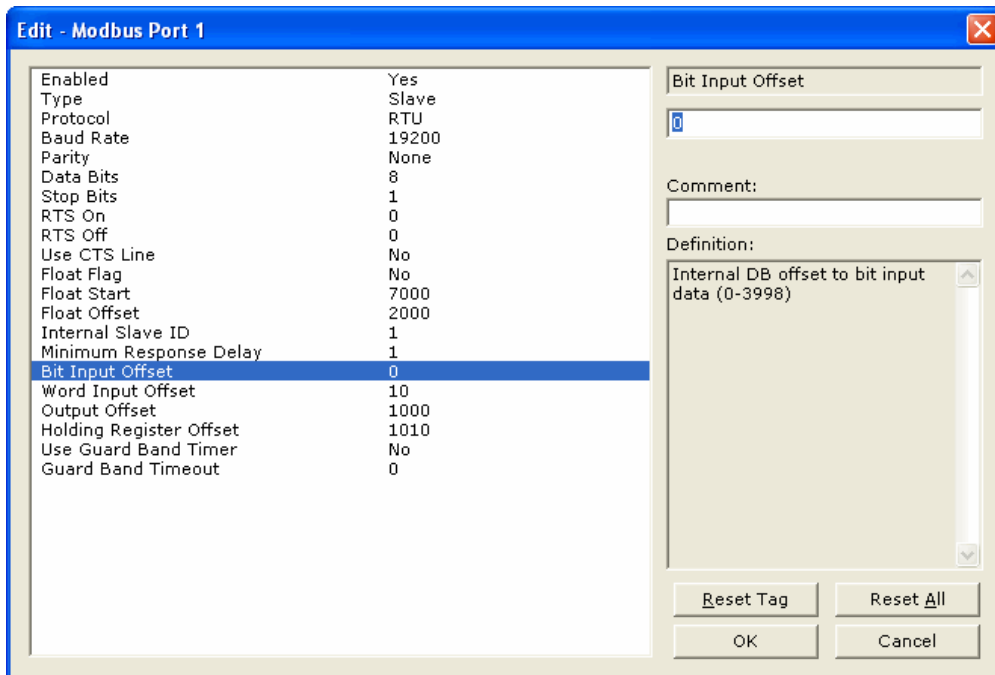 Edit - Modbus Port 1
Enabled Yes
Type Slave
Protocol RTU
Baud Rate 19200
Parity None
Data Bits 8
Stop Bits 1
RTS On 0
RTS Off 0
Use CTS Line No
Float Flag No
Float Start 7000
Float Offset 2000
Internal Slave ID 1
Minimum Response Delay 1
Bit Input Offset 0
Word Input Offset 10
Output Offset 1000
Holding Register Offset 1010
Use Guard Band Timer No
Guard Band Timeout 0
Bit Input Offset
0
Comment:
Definition:
Internal DB offset to bit input
data (0-3998)
Reset Tag Reset All
OK Cancel